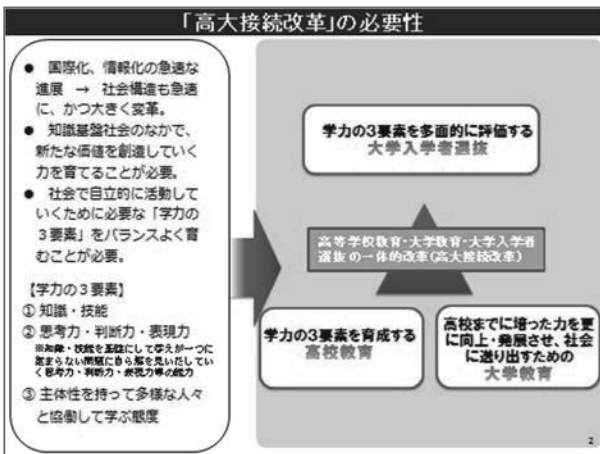 「高大接続改革」の必要性
● 国際化、情報化の急速な
進展 → 社会構造も急速
に、かつ大きく変革。
● 知識基盤社会のなかで、
新たな価値を創造していく
力を育てることが必要。
● 社会で自立的に活動して
いくために必要な「学力の
3要素」をバランスよく育
むことが必要。
【学力の3要素】
① 知識・技能
② 思考力・判断力・表現力
※知識・技能を基盤にして答えが一つに
定まらない問題に自ら解を見いだしてい
く思考力・判断力・表現力等の能力
③ 主体性を持って多様な人々
と協働して学ぶ態度
学力の3要素を多面的に評価する
大学入学者選抜
高等学校教育・大学教育・大学入学者
選抜の一体的改革(高大接続改革)
学力の3要素を育成する
高校教育
高校までに培った力を更
に向上・発展させ、社会
に送り出すための
大学教育
2